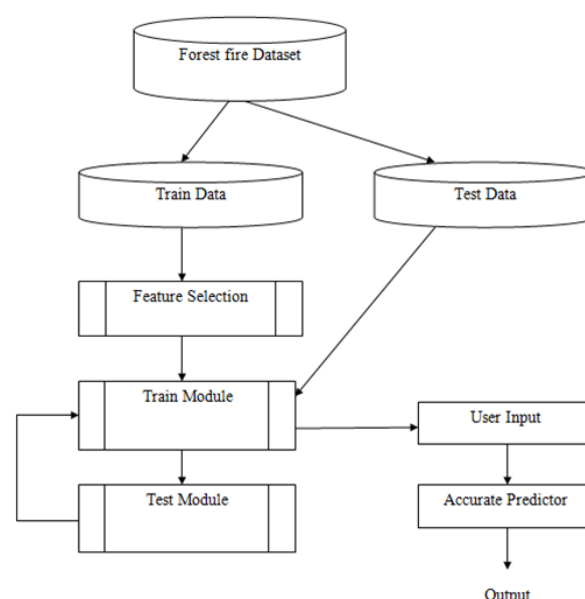 Forest fire Dataset
Train Data
Test Data
Feature Selection
Train Module
User Input
Test Module
Accurate Predictor
Output